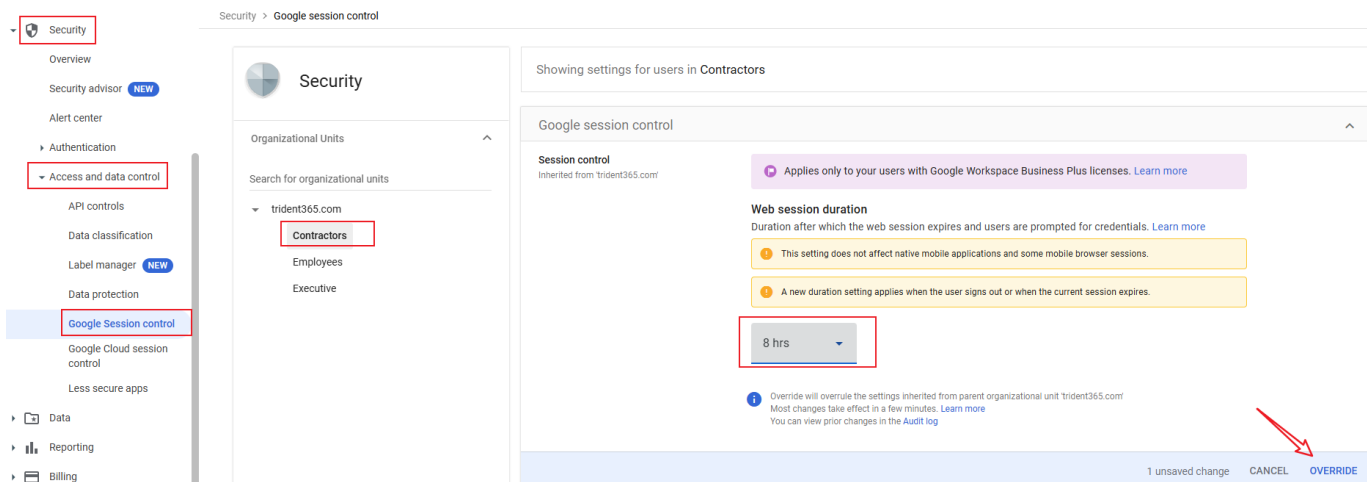 Security
Overview
Security advisor NEW
Alert center
Authentication
Access and data control
API controls
Data classification
Label manager NEW
Data protection
Google Session control
Google Cloud session
control
Less secure apps
Data
Reporting
Billing
Security > Google session control
Security
Organizational Units
Search for organizational units
trident365.com
Contractors
Employees
Executive
Showing settings for users in Contractors
Google session control
Session control
Inherited from 'trident365.com'
Applies only to your users with Google Workspace Business Plus licenses. Learn more
Web session duration
Duration after which the web session expires and users are prompted for credentials. Learn more
This setting does not affect native mobile applications and some mobile browser sessions.
A new duration setting applies when the user signs out or when the current session expires.
8 hrs
Override will overrule the settings inherited from parent organizational unit 'trident365.com'
Most changes take effect in a few minutes. Learn more
You can view prior changes in the Audit log
1 unsaved change CANCEL OVERRIDE